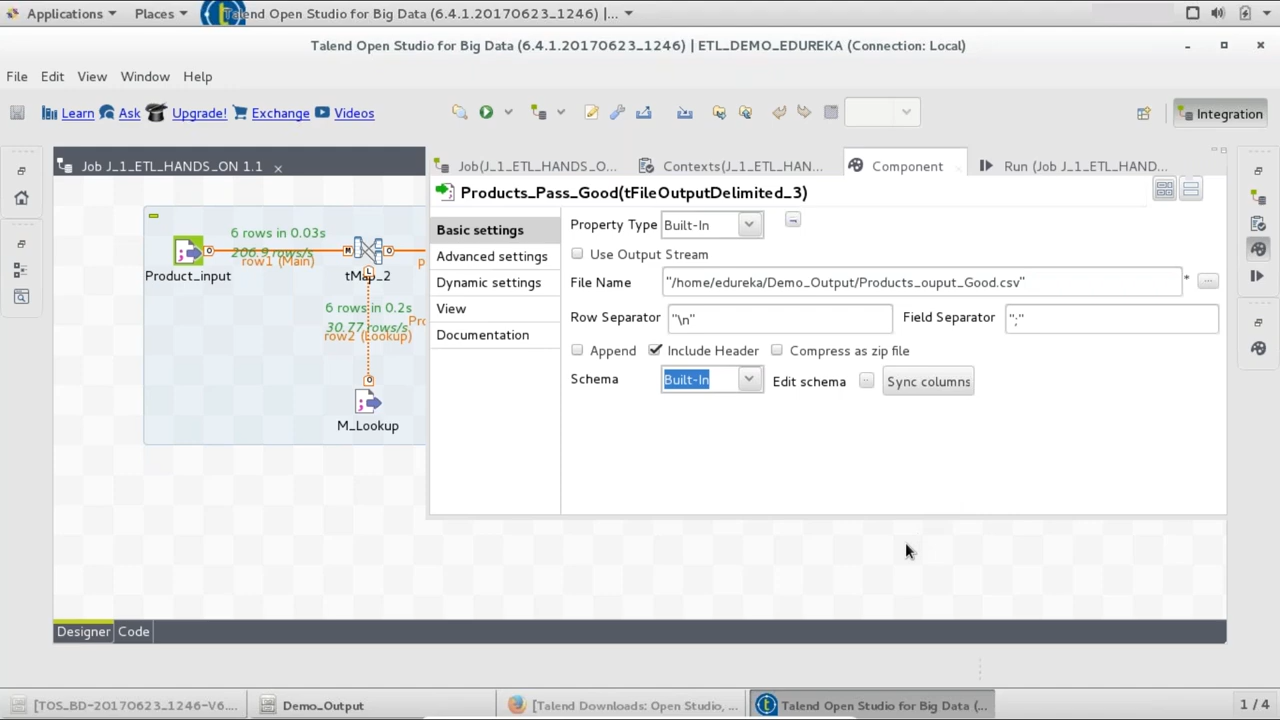 Applications Places Talend Open Studio for Big Data (6.4.1.20170623_1246) |...
Talend Open Studio for Big Data (6.4.1.20170623_1246) | ETL_DEMO_EDUREKA (Connection: Local)
File Edit View Window Help
Learn Ask Upgrade! Exchange Videos Integration
Job J_1_ETL_HANDS_ON 1.1
Job(J_1_ETL_HANDS_O... Contexts(J_1_ETL_HAN... Component Run (Job J_1_ETL_HAND...
Products_Pass_Good(tFileOutputDelimited_3)
6 rows in 0.03s
206.9 rows/s
row1 (Main)
Product_input
tMap_2
6 rows in 0.2s
30.77 rows/s
row2 (Lookup)
M_Lookup
Basic settings
Advanced settings
Dynamic settings
View
Documentation
Property Type Built-In
Use Output Stream
File Name "/home/edureka/Demo_Output/Products_ouput_Good.csv" *
Row Separator "\n" Field Separator ";"
Append Include Header Compress as zip file
Schema Built-In Edit schema Sync columns
Designer Code
[TOS_BD-20170623_1246-V6.... Demo_Output [Talend Downloads: Open Studio, ... Talend Open Studio for Big Data (... 1 / 4